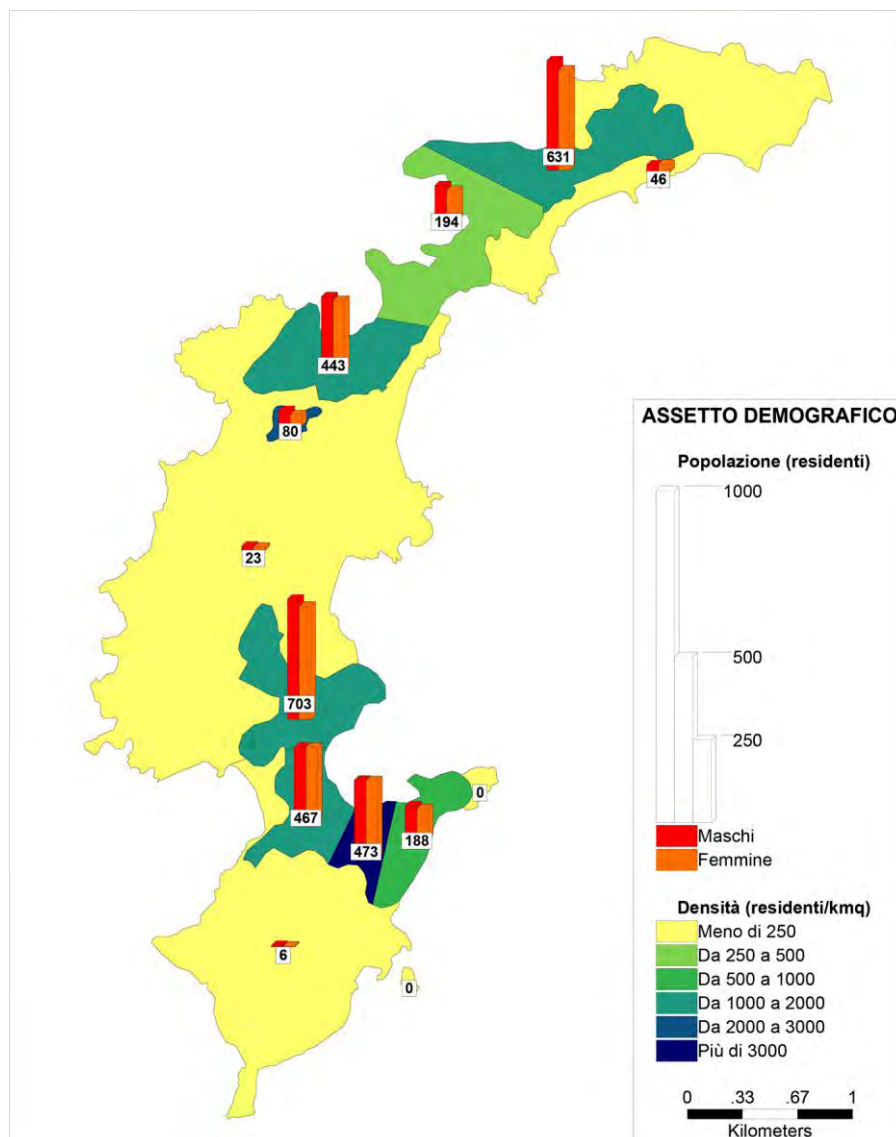 631
46
194
443
80
23
703
467
473
188
0
6
0
ASSETTO DEMOGRAFICO
Popolazione (residenti)
1000
500
250
Maschi
Femmine
Densità (residenti/kmq)
Meno di 250
Da 250 a 500
Da 500 a 1000
Da 1000 a 2000
Da 2000 a 3000
Più di 3000
0 .33 .67 1
Kilometers